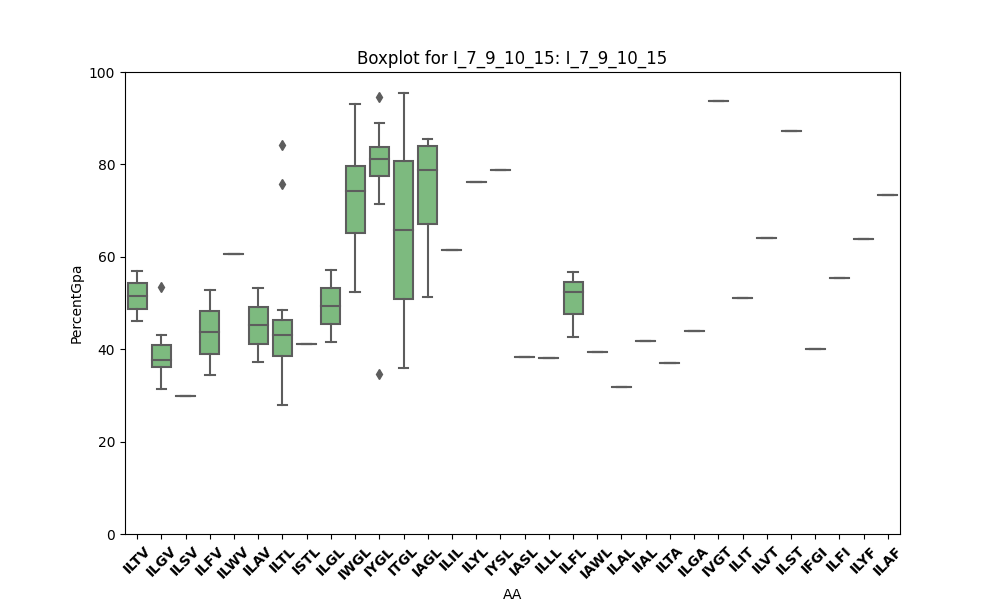 Boxplot for I_7_9_10_15: I_7_9_10_15
PercentGpa
100
80
60
40
20
0
ILTV ILGV ILSV ILFV ILWV ILAV ILTL ISTL ILGL IWGL IYGL ITGL IAGL ILIL ILYL IYSL IASL ILLL ILFL IAWL ILAL IIAL ILTA ILGA IVGT ILIT ILVT ILST IFGI ILFI ILYF ILAF
AA